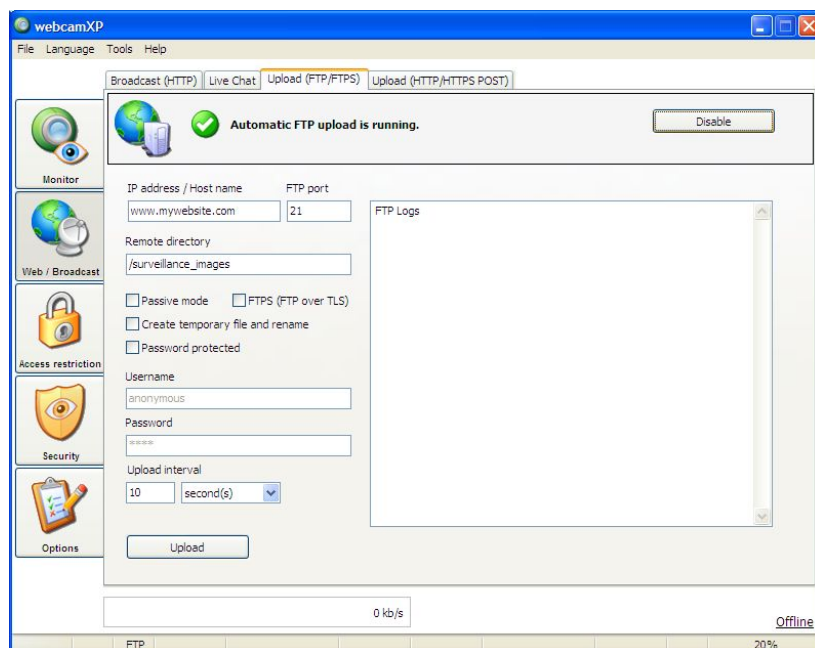 webcamXP
File Language Tools Help
Broadcast (HTTP) Live Chat Upload (FTP/FTPS) Upload (HTTP/HTTPS POST)
Automatic FTP upload is running.
Disable
Monitor
Web / Broadcast
Access restriction
Security
Options
IP address / Host name FTP port
www.mywebsite.com 21
Remote directory
/surveillance_images
Passive mode FTPS (FTP over TLS)
Create temporary file and rename
Password protected
Username
anonymous
Password
****
Upload interval
10 second(s)
Upload
FTP Logs
0 kb/s
Offline
FTP 20%